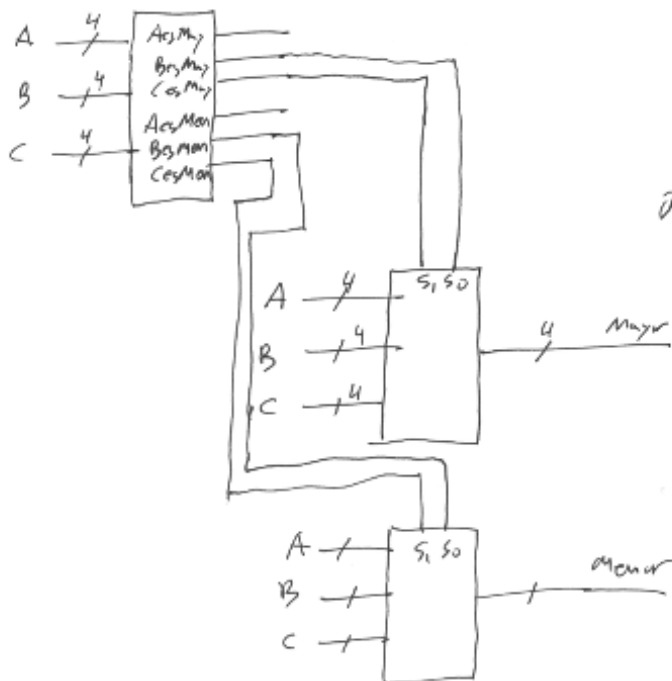 A 4 AesMay
BesMay
B 4 CesMay
AesMen
C 4 BesMen
CesMen
S1 S0
A 4
B 4 4 Mayor
C 4
S1 S0
A
B Menor
C